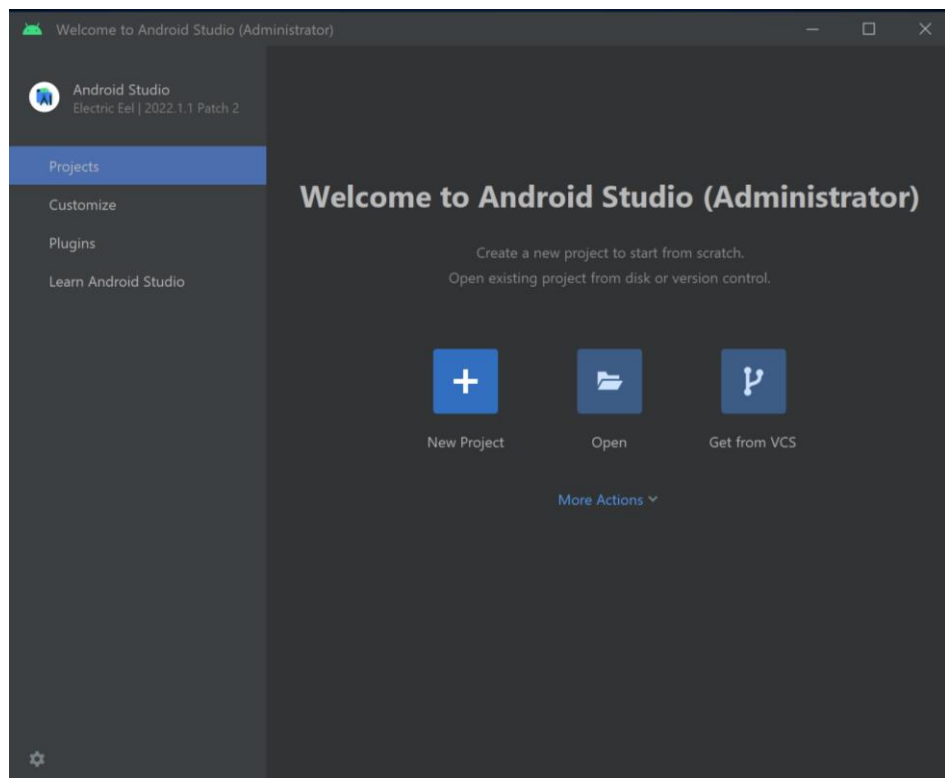 Welcome to Android Studio (Administrator)
Android Studio
Electric Eel | 2022.1.1 Patch 2
Projects
Customize
Plugins
Learn Android Studio
Welcome to Android Studio (Administrator)
Create a new project to start from scratch.
Open existing project from disk or version control.
New Project
Open
Get from VCS
More Actions